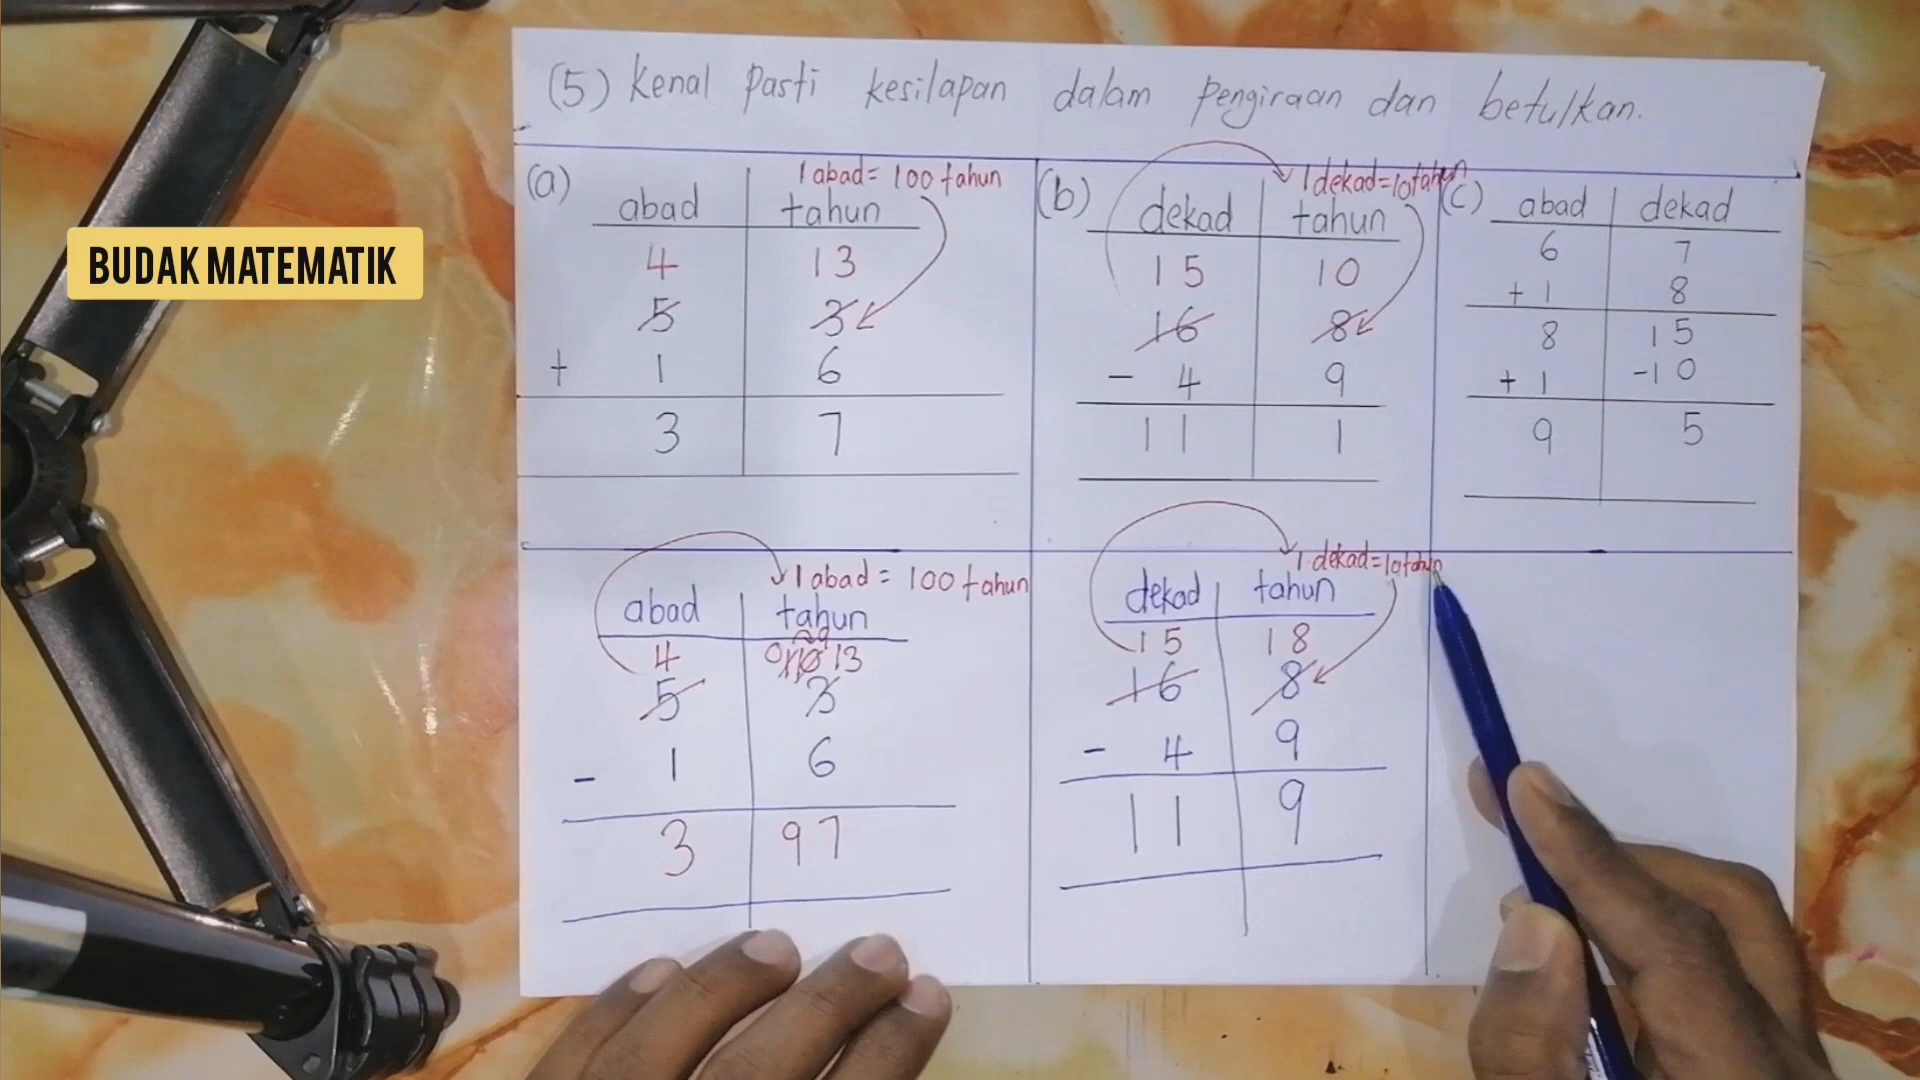 (5) Kenal pasti kesilapan dalam pengiraan dan betulkan.
BUDAK MATEMATIK
(a)
1 abad = 100 tahun
abad tahun
4 13
5 3
+ 1 6
3 7
(b)
1 dekad = 10 tahun
dekad tahun
15 10
16 8
- 4 9
11 1
(c)
abad dekad
6 7
+ 1 8
8 15
+ 1 -10
9 5
1 abad = 100 tahun
abad tahun
4 0 9 10 13
5 3
- 1 6
3 97
1 dekad = 10 tahun
dekad tahun
15 18
16 8
- 4 9
11 9